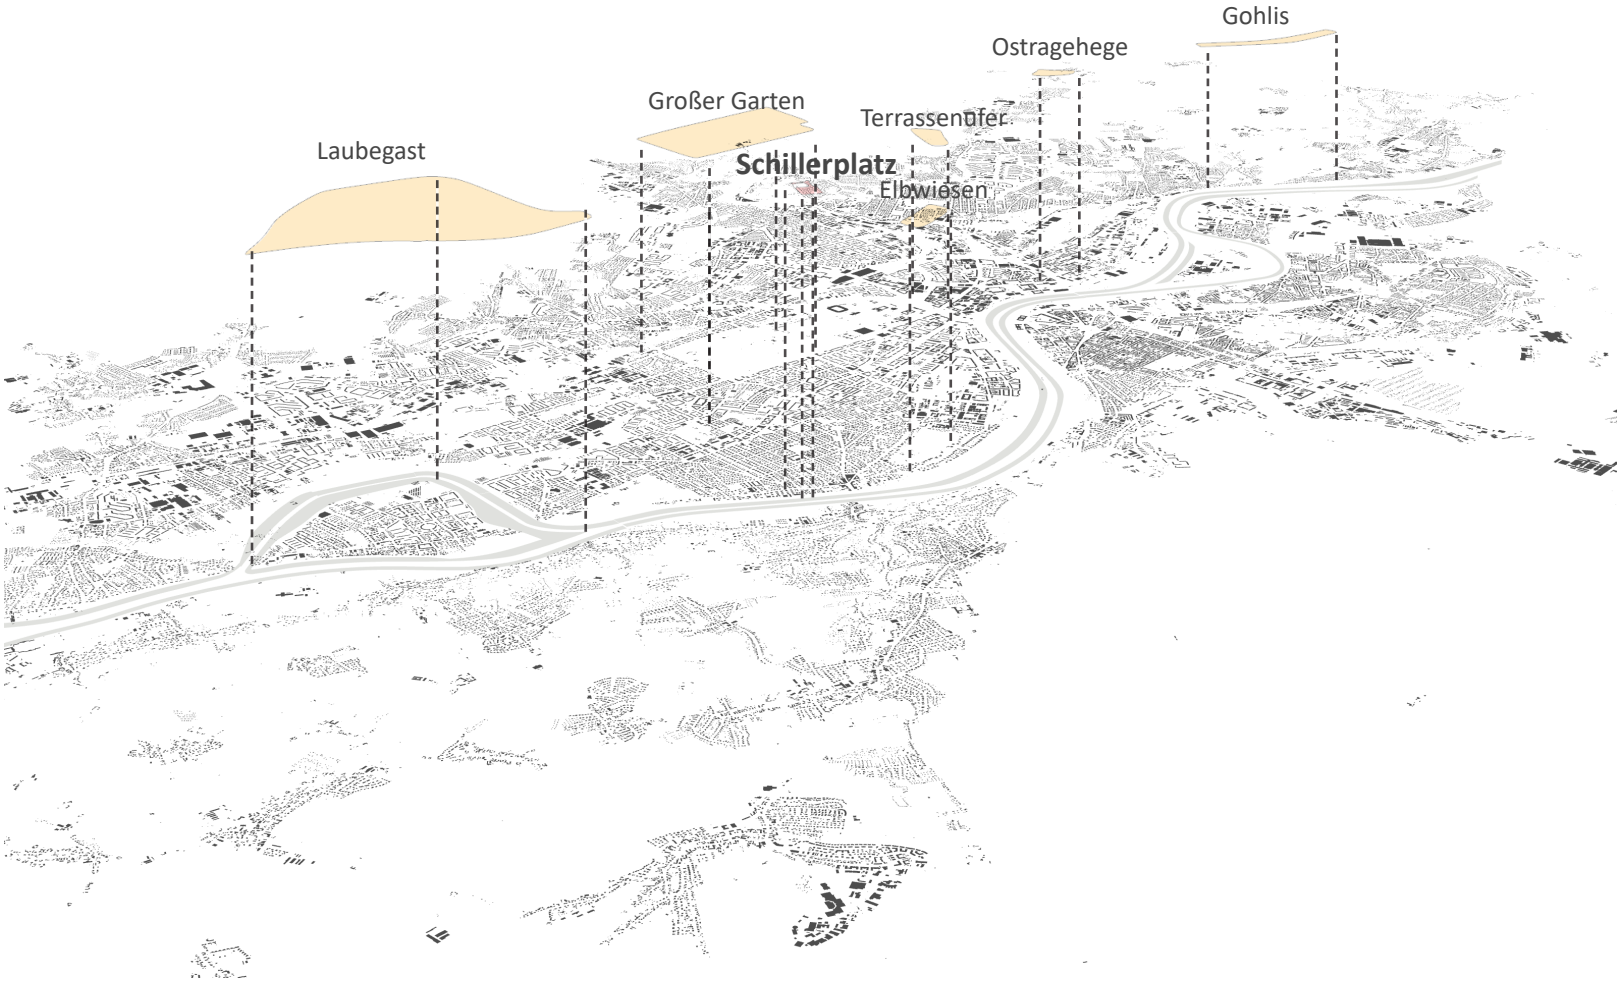 Gohlis
Ostragehege
Großer Garten
Terrassenufer
Laubegast
Schillerplatz
Elbwiesen